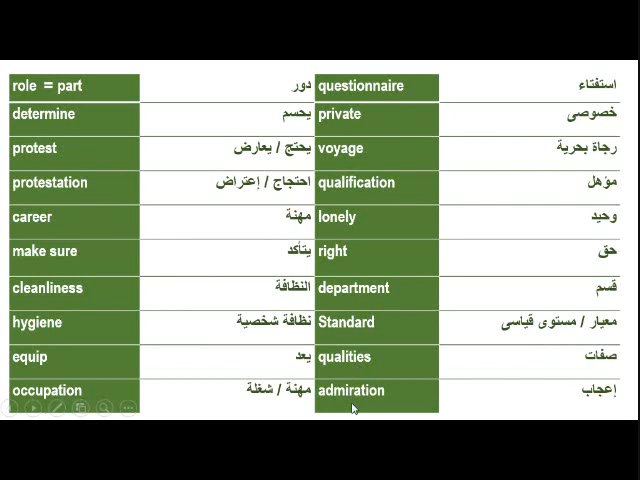 role = part دور questionnaire استفتاء
determine يحسم private خصوصى
protest يحتج / يعارض voyage رجاة بحرية
protestation احتجاج / إعتراض qualification مؤهل
career مهنة lonely وحيد
make sure يتأكد right حق
cleanliness النظافة department قسم
hygiene نظافة شخصية Standard معيار / مستوى قياسى
equip يعد qualities صفات
occupation مهنة / شغلة admiration إعجاب